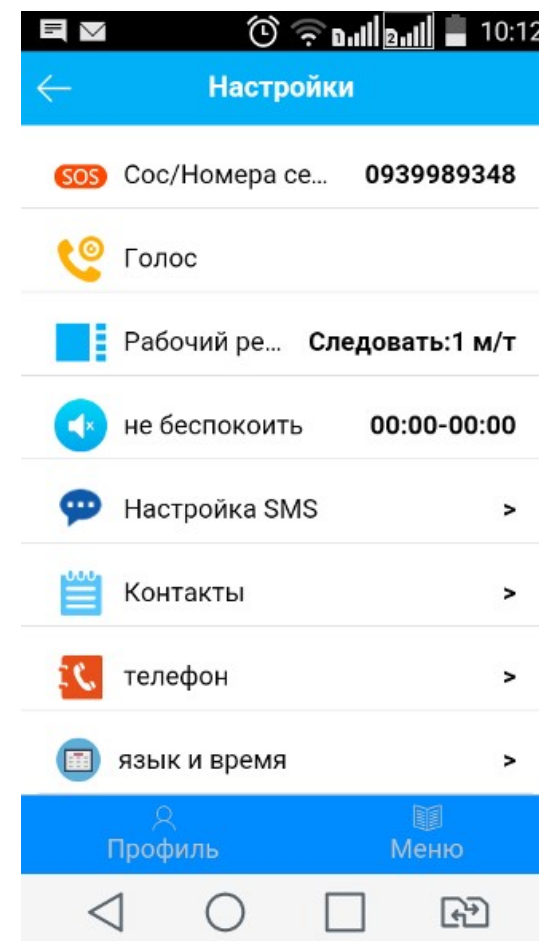 10:12
Настройки
SOS Сос/Номера се... 0939989348
Голос
Рабочий ре... Следовать:1 м/т
не беспокоить 00:00-00:00
Настройка SMS >
Контакты >
телефон >
язык и время >
Профиль Меню